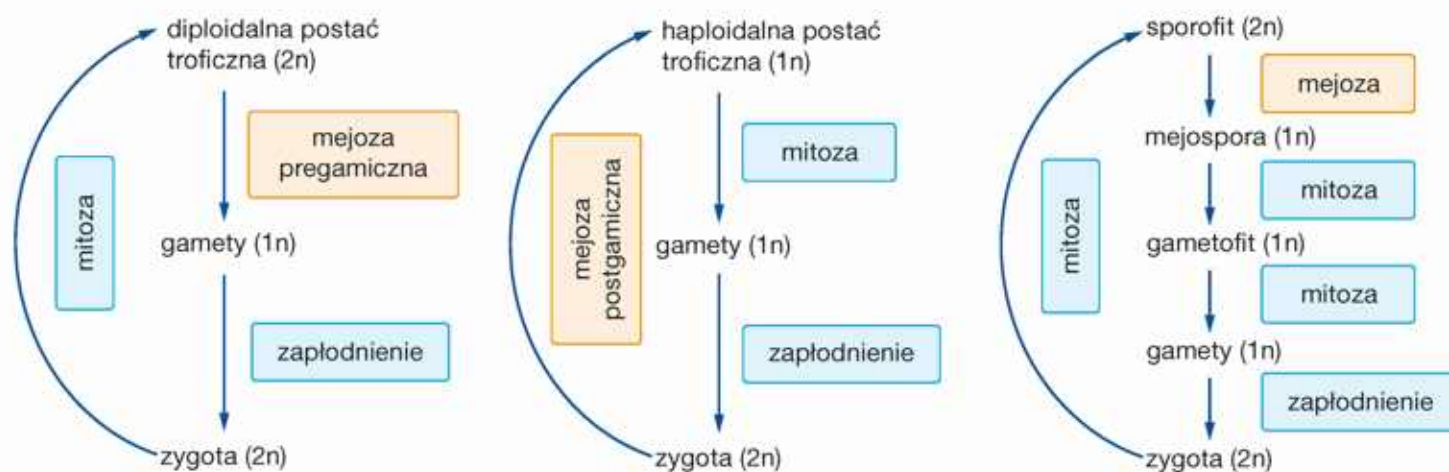 diploidalna postać
troficzna (2n)
mejoza
pregamiczna
mitoza
gamety (1n)
zapłodnienie
zygota (2n)
haploidalna postać
troficzna (1n)
mitoza
mejoza
postgamiczna
gamety (1n)
zapłodnienie
zygota (2n)
sporofit (2n)
mejoza
mejospora (1n)
mitoza
mitoza
gametofit (1n)
mitoza
gamety (1n)
zapłodnienie
zygota (2n)